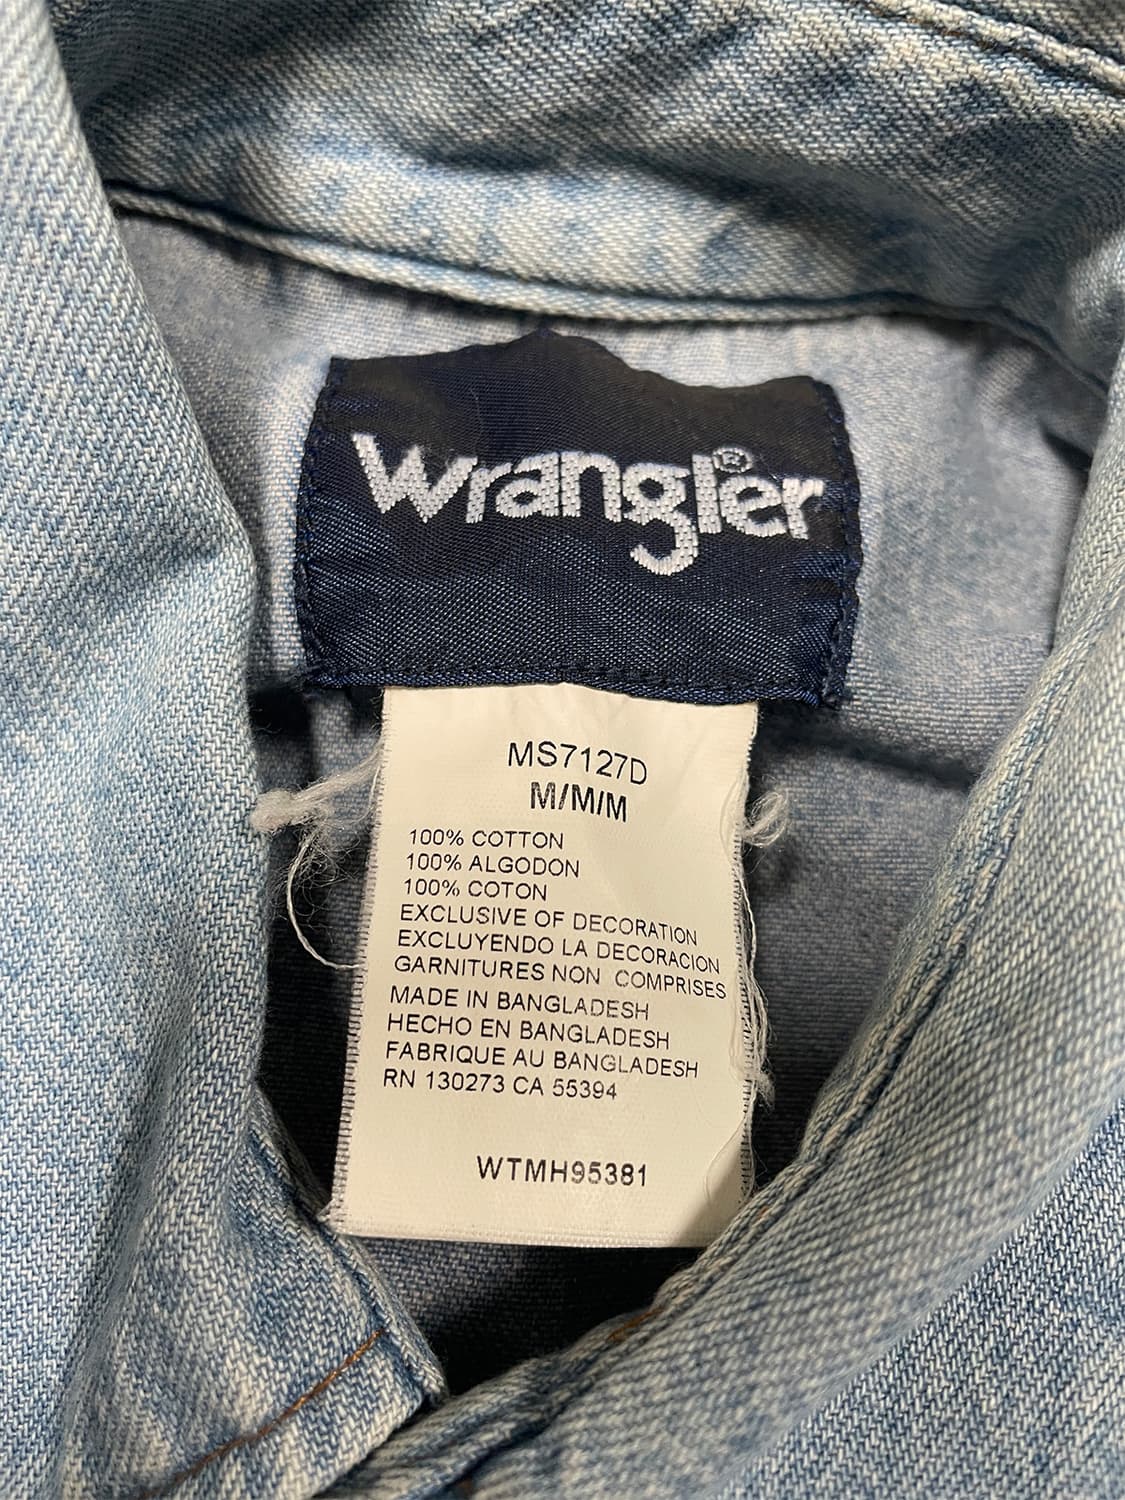 Wrangler®
MS7127D
M/M/M
100% COTTON
100% ALGODON
100% COTON
EXCLUSIVE OF DECORATION
EXCLUYENDO LA DECORACION
GARNITURES NON COMPRISES
MADE IN BANGLADESH
HECHO EN BANGLADESH
FABRIQUE AU BANGLADESH
RN 130273 CA 55394
WTMH95381